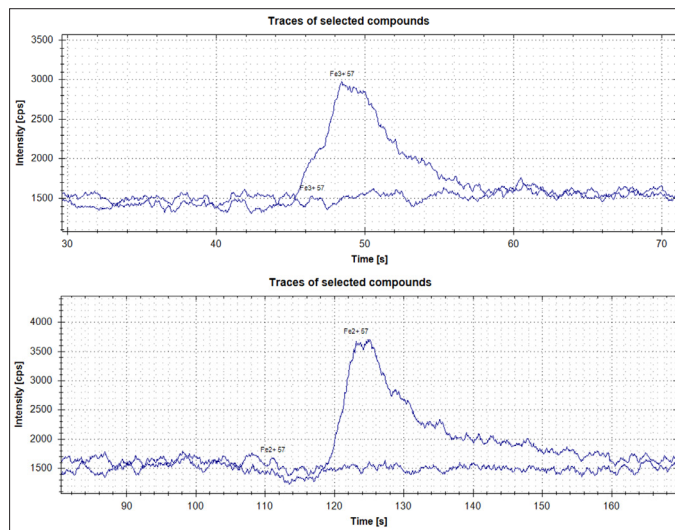 Traces of selected compounds
Intensity [cps]
3500
3000
2500
2000
1500
Fe3+ 57
Fe3+ 57
30
40
50
60
70
Time [s]
Traces of selected compounds
Intensity [cps]
4000
3500
3000
2500
2000
1500
Fe2+ 57
Fe2+ 57
90
100
110
120
130
140
150
160
Time [s]